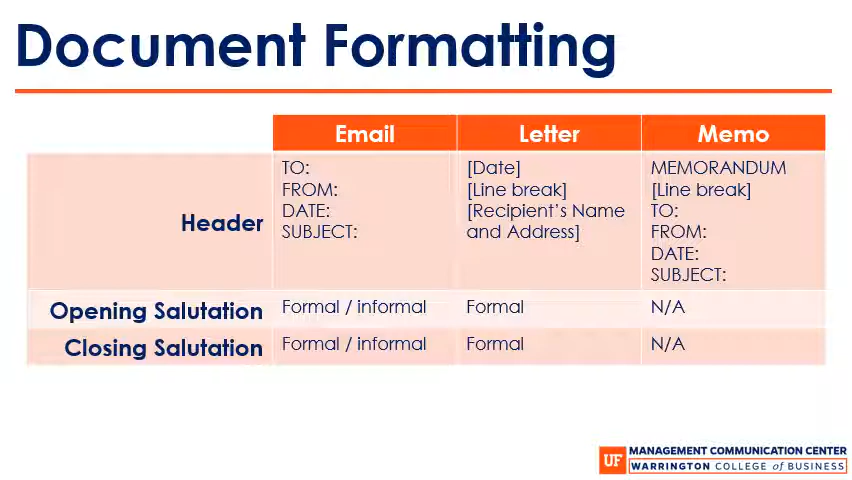 Document Formatting
Email Letter Memo
Header
TO:
FROM:
DATE:
SUBJECT:
[Date]
[Line break]
[Recipient's Name
and Address]
MEMORANDUM
[Line break]
TO:
FROM:
DATE:
SUBJECT:
Opening Salutation Formal / informal Formal N/A
Closing Salutation Formal / informal Formal N/A
UF MANAGEMENT COMMUNICATION CENTER
WARRINGTON COLLEGE of BUSINESS